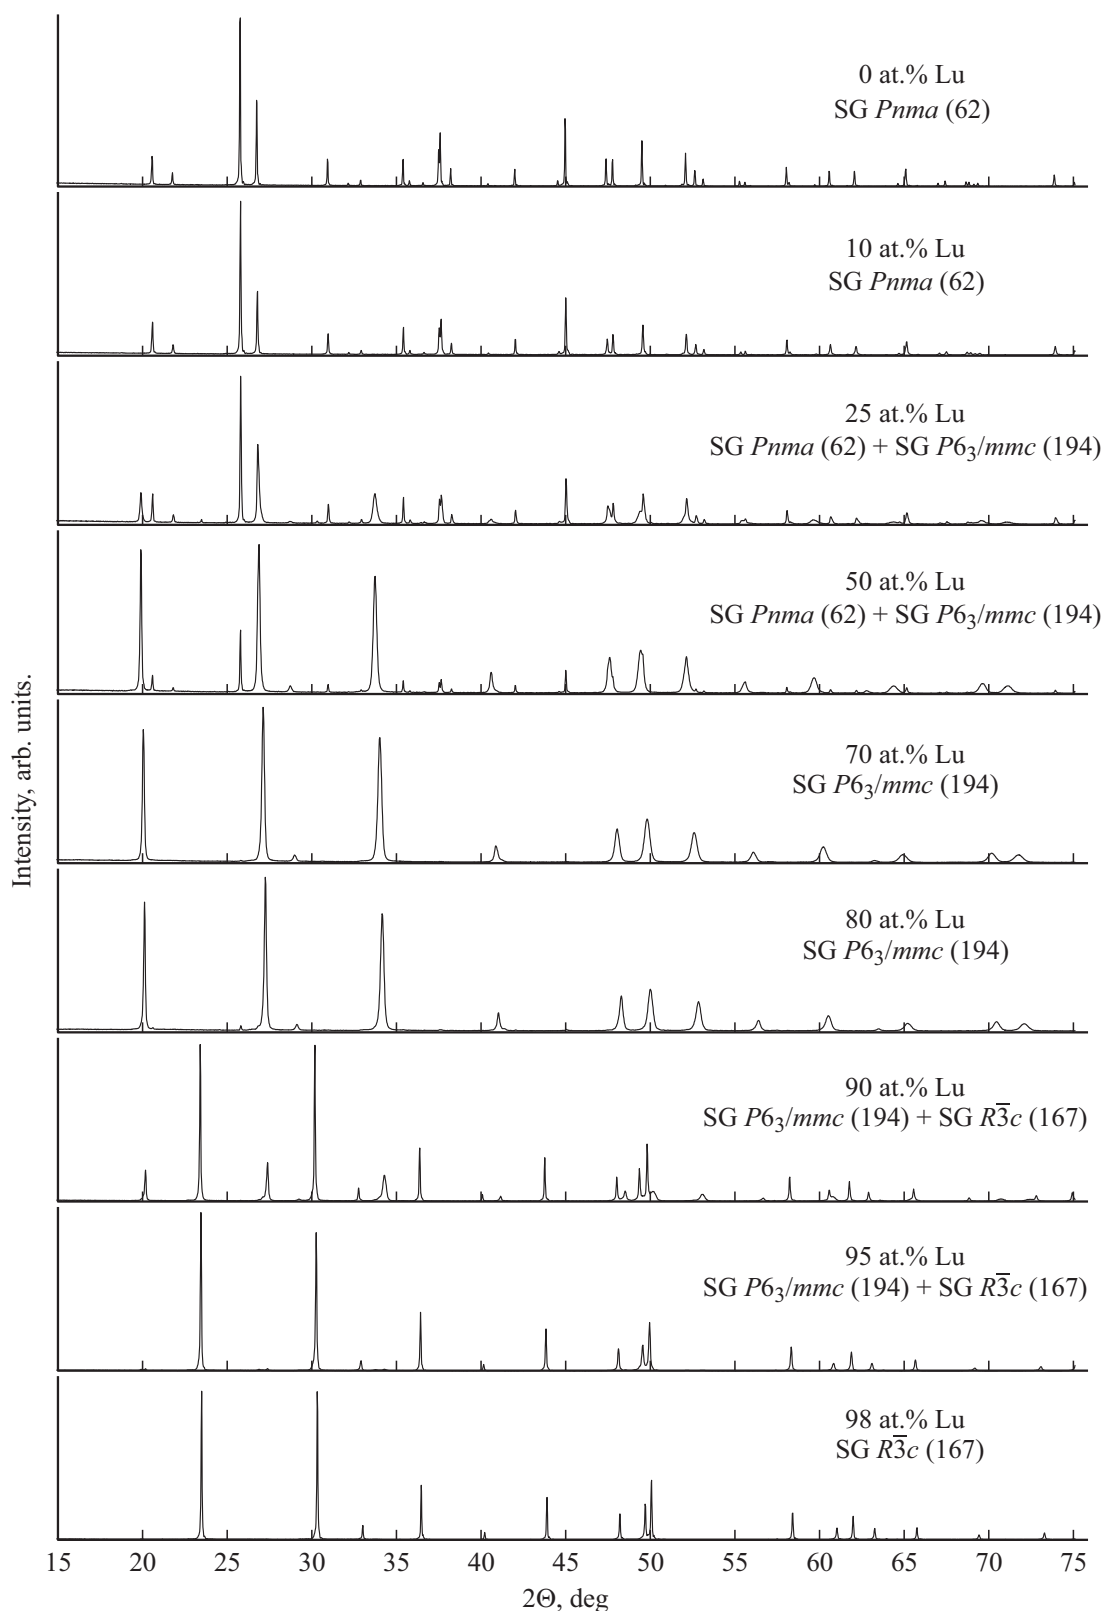 0 at.% Lu
SG Pnma (62)
10 at.% Lu
SG Pnma (62)
25 at.% Lu
SG Pnma (62) + SG P6₃/mmc (194)
50 at.% Lu
SG Pnma (62) + SG P6₃/mmc (194)
70 at.% Lu
SG P6₃/mmc (194)
80 at.% Lu
SG P6₃/mmc (194)
90 at.% Lu
SG P6₃/mmc (194) + SG R3̅c (167)
95 at.% Lu
SG P6₃/mmc (194) + SG R3̅c (167)
98 at.% Lu
SG R3̅c (167)
Intensity, arb. units.
15 20 25 30 35 40 45 50 55 60 65 70 75
2Θ, deg